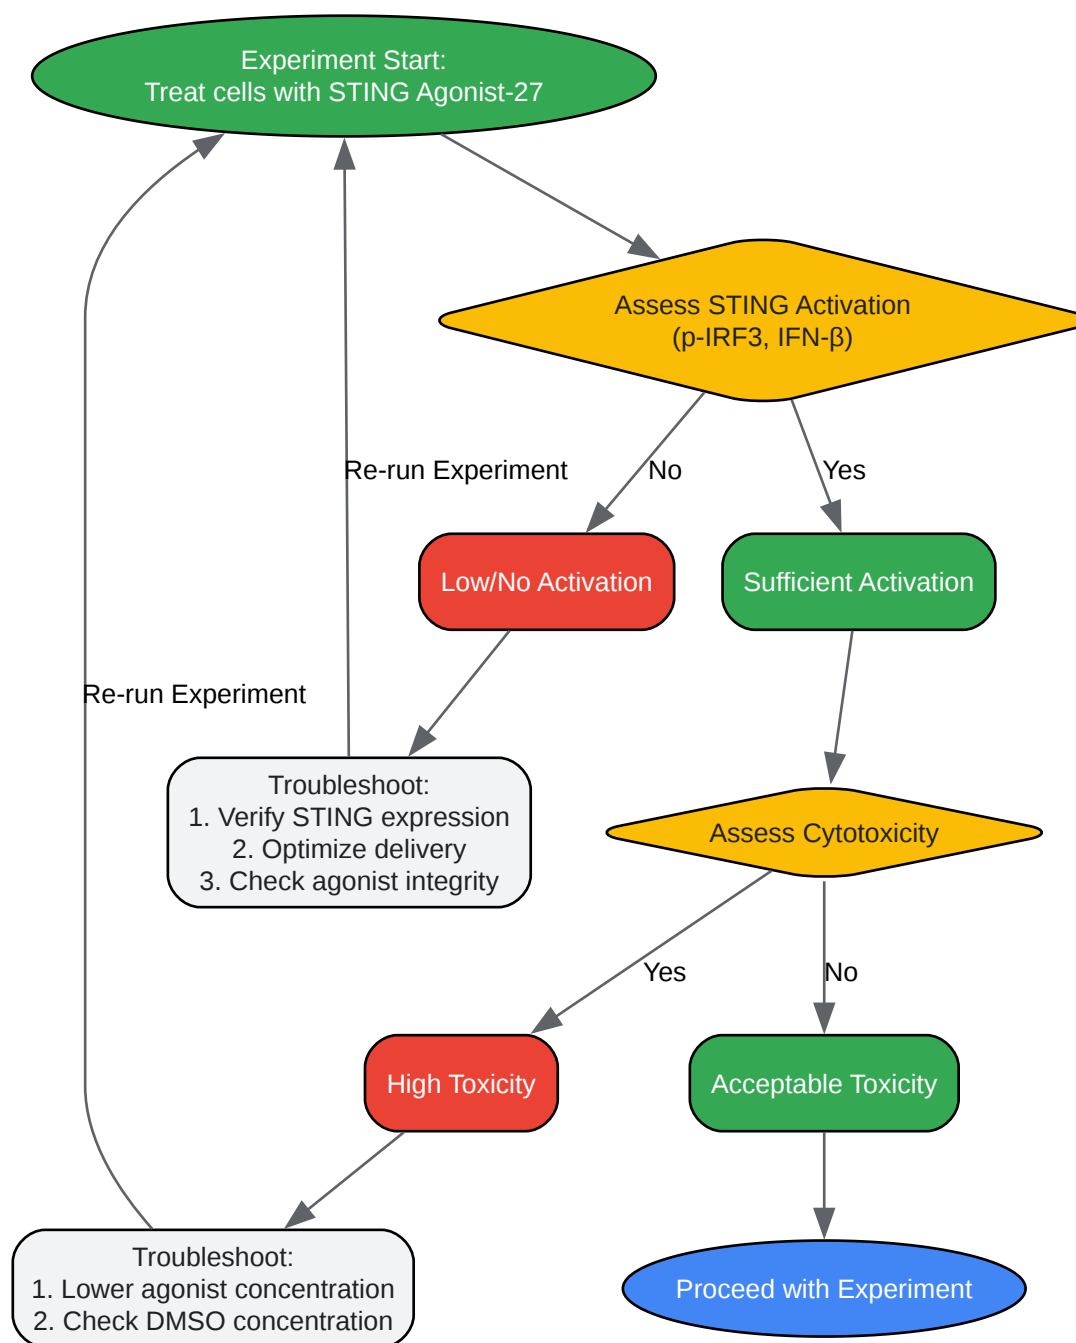 Experiment Start:
Treat cells with STING Agonist-27
Assess STING Activation
(p-IRF3, IFN-β)
Re-run Experiment
No
Yes
Low/No Activation
Sufficient Activation
Re-run Experiment
Troubleshoot:
1. Verify STING expression
2. Optimize delivery
3. Check agonist integrity
Assess Cytotoxicity
Yes
No
High Toxicity
Acceptable Toxicity
Troubleshoot:
1. Lower agonist concentration
2. Check DMSO concentration
Proceed with Experiment